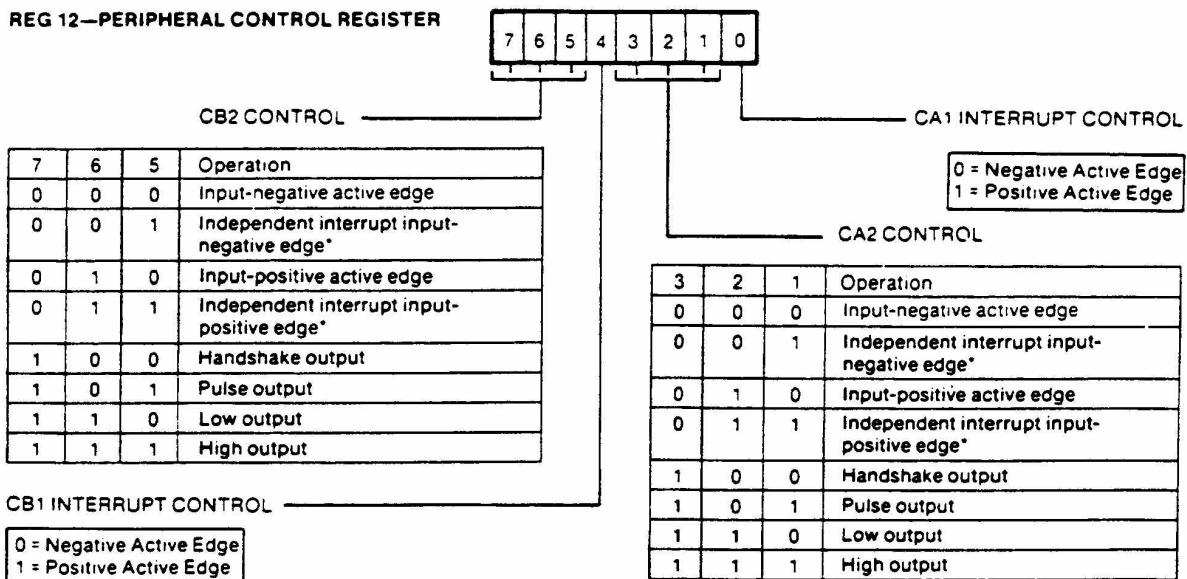 REG 12—PERIPHERAL CONTROL REGISTER
7 6 5 4 3 2 1 0
CB2 CONTROL
7 6 5 Operation
0 0 0 Input-negative active edge
0 0 1 Independent interrupt input-
negative edge*
0 1 0 Input-positive active edge
0 1 1 Independent interrupt input-
positive edge*
1 0 0 Handshake output
1 0 1 Pulse output
1 1 0 Low output
1 1 1 High output
CB1 INTERRUPT CONTROL
0 = Negative Active Edge
1 = Positive Active Edge
CA1 INTERRUPT CONTROL
0 = Negative Active Edge
1 = Positive Active Edge
CA2 CONTROL
3 2 1 Operation
0 0 0 Input-negative active edge
0 0 1 Independent interrupt input-
negative edge*
0 1 0 Input-positive active edge
0 1 1 Independent interrupt input-
positive edge*
1 0 0 Handshake output
1 0 1 Pulse output
1 1 0 Low output
1 1 1 High output